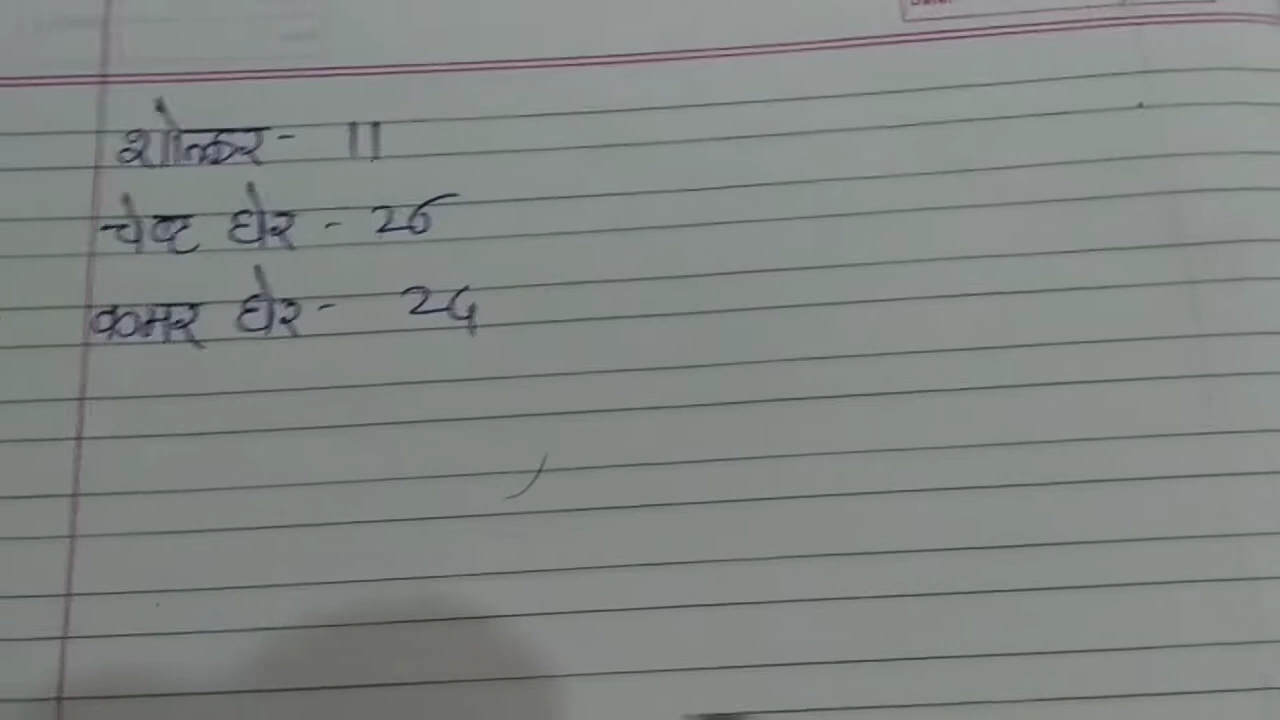 शोल्डर - 11
चेस्ट घेर - 26
कमर घेर - 24